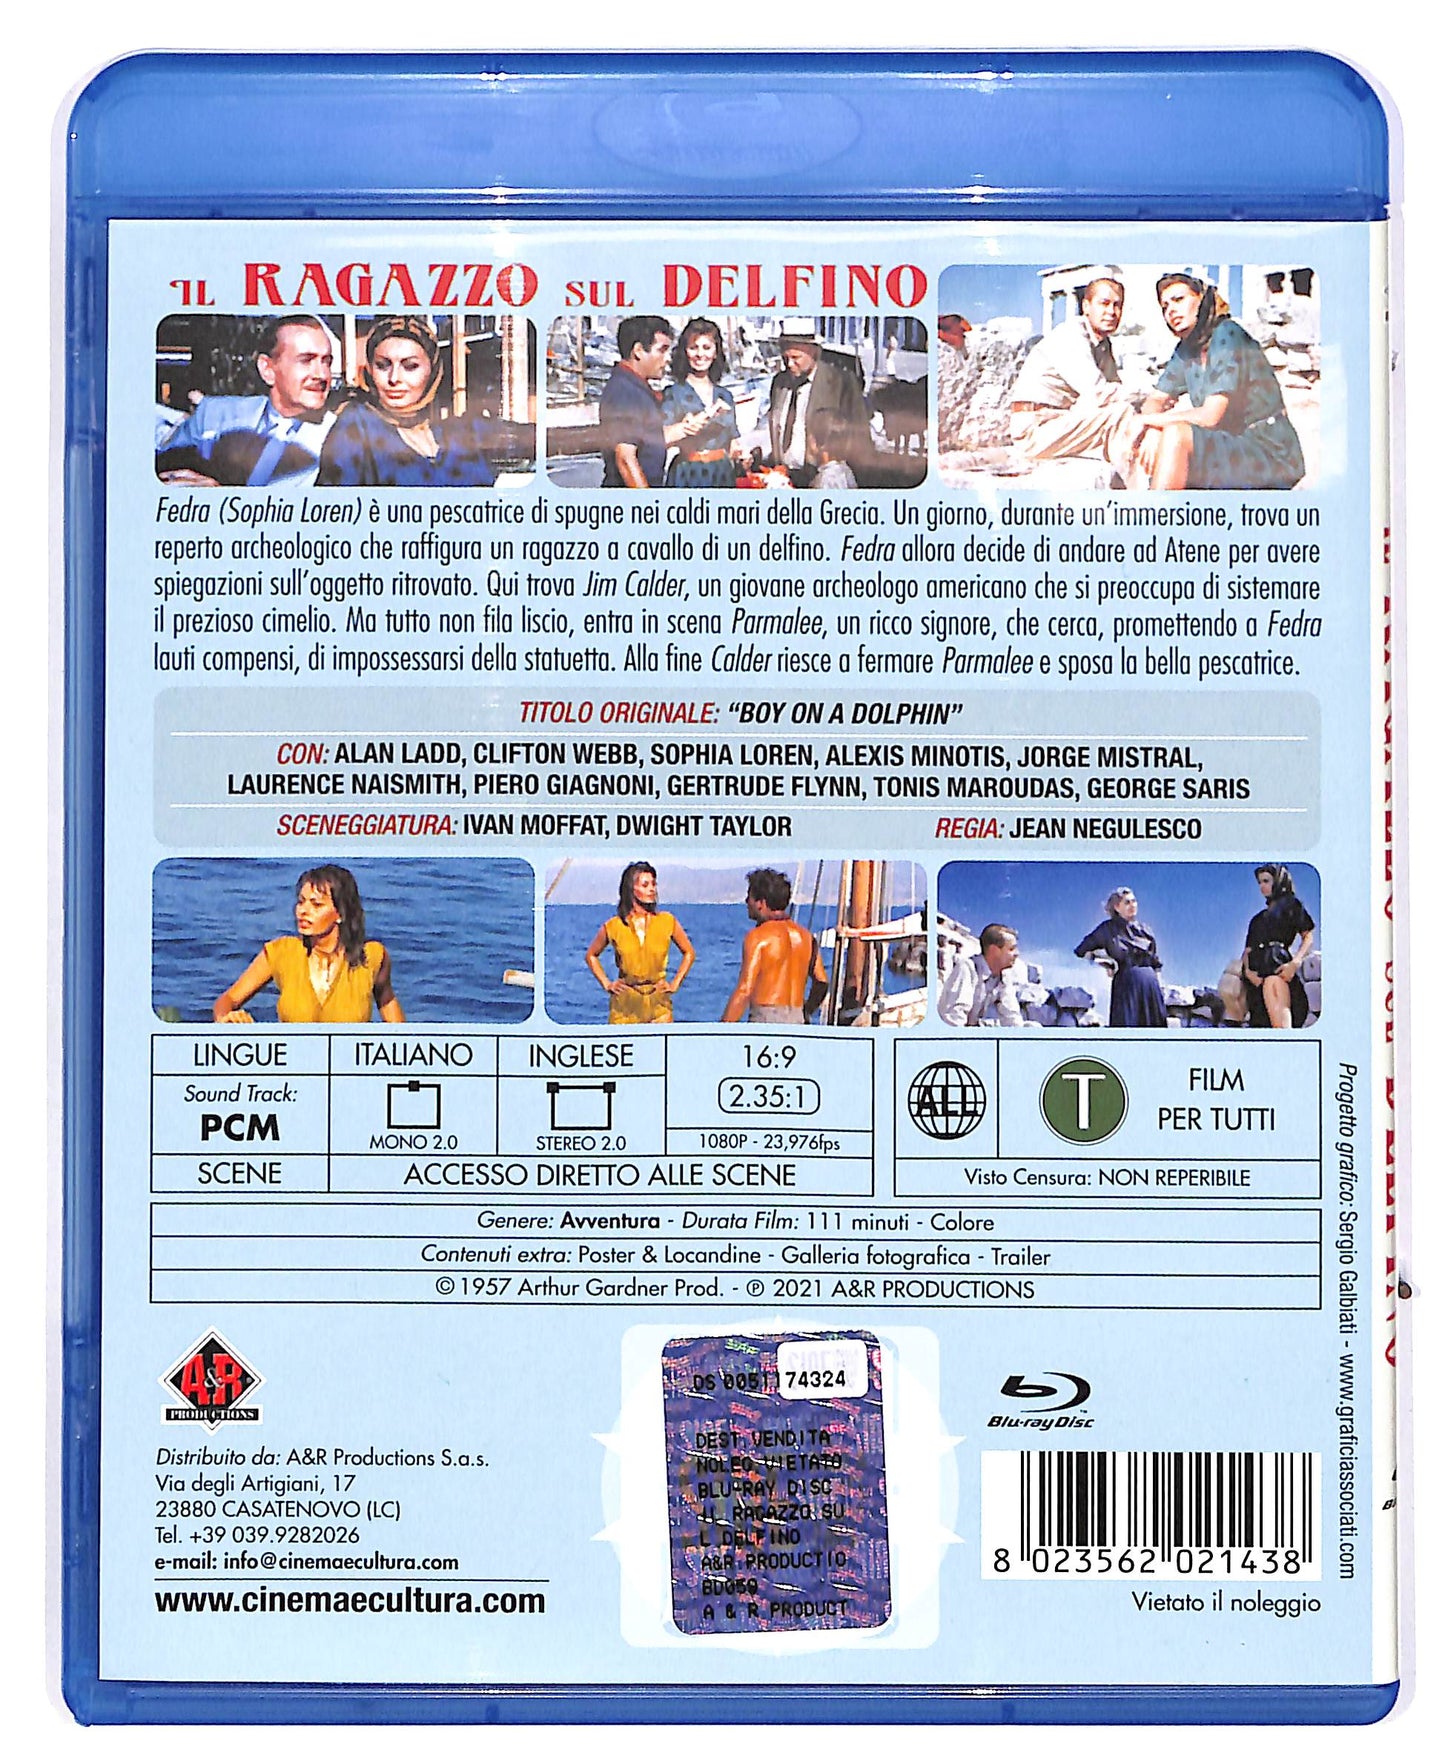 IL RAGAZZO SUL DELFINO
Fedra (Sophia Loren) è una pescatrice di spugne nei caldi mari della Grecia. Un giorno, durante un'immersione, trova un
reperto archeologico che raffigura un ragazzo a cavallo di un delfino. Fedra allora decide di andare ad Atene per avere
spiegazioni sull'oggetto ritrovato. Qui trova Jim Calder, un giovane archeologo americano che si preoccupa di sistemare
il prezioso cimelio. Ma tutto non fila liscio, entra in scena Parmalee, un ricco signore, che cerca, promettendo a Fedra
lauti compensi, di impossessarsi della statuetta. Alla fine Calder riesce a fermare Parmalee e sposa la bella pescatrice.
TITOLO ORIGINALE: “BOY ON A DOLPHIN”
CON: ALAN LADD, CLIFTON WEBB, SOPHIA LOREN, ALEXIS MINOTIS, JORGE MISTRAL,
LAURENCE NAISMITH, PIERO GIAGNONI, GERTRUDE FLYNN, TONIS MAROUDAS, GEORGE SARIS
SCENEGGIATURA: IVAN MOFFAT, DWIGHT TAYLOR REGIA: JEAN NEGULESCO
LINGUE ITALIANO INGLESE 16:9
Sound Track: PCM
MONO 2.0 STEREO 2.0
2.35:1
1080P - 23,976fps
SCENE ACCESSO DIRETTO ALLE SCENE
ALL
T
FILM
PER TUTTI
Visto Censura: NON REPERIBILE
Genere: Avventura - Durata Film: 111 minuti - Colore
Contenuti extra: Poster & Locandine - Galleria fotografica - Trailer
© 1957 Arthur Gardner Prod. - ℗ 2021 A&R PRODUCTIONS
Progetto grafico: Sergio Galbiati - www.graficiassociati.com
A&R
PRODUCTIONS
Distribuito da: A&R Productions S.a.s.
Via degli Artigiani, 17
23880 CASATENOVO (LC)
Tel. +39 039.9282026
e-mail: info@cinemaecultura.com
www.cinemaecultura.com
DS 0051174324
DEST VENDITA
NOLEG VIETATO
BLU-RAY DISC
IL RAGAZZO SU
L DELFINO
A&R PRODUCTIO
BD050
A & R PRODUCT
Blu-ray Disc
8 023562 021438
Vietato il noleggio